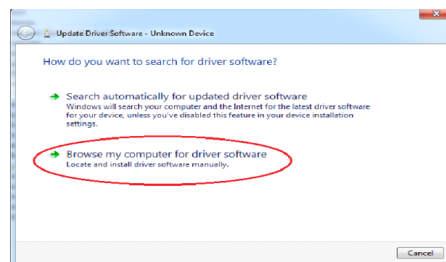 Update Driver Software - Unknown Device
How do you want to search for driver software?
Search automatically for updated driver software
Windows will search your computer and the Internet for the latest driver software
for your device, unless you've disabled this feature in your device installation
settings.
Browse my computer for driver software
Locate and install driver software manually.
Cancel